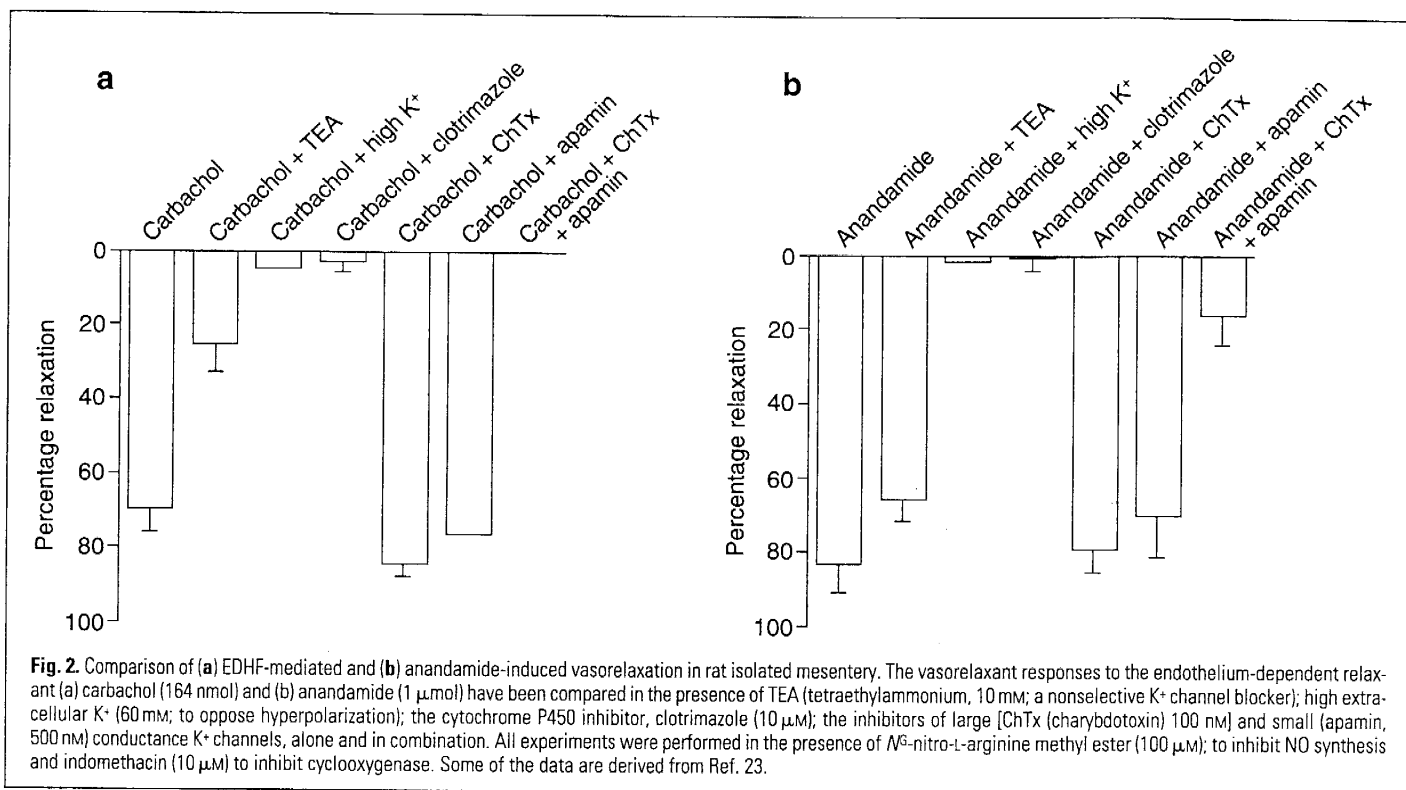 a
Carbachol
Carbachol + TEA
Carbachol + high K⁺
Carbachol + clotrimazole
Carbachol + ChTx
Carbachol + apamin
Carbachol + ChTx
+ apamin
0
20
40
60
80
100
Percentage relaxation
b
Anandamide
Anandamide + TEA
Anandamide + high K⁺
Anandamide + clotrimazole
Anandamide + ChTx
Anandamide + apamin
Anandamide + ChTx
+ apamin
0
20
40
60
80
100
Percentage relaxation
Fig. 2. Comparison of (a) EDHF-mediated and (b) anandamide-induced vasorelaxation in rat isolated mesentery. The vasorelaxant responses to the endothelium-dependent relax-
ant (a) carbachol (164 nmol) and (b) anandamide (1 μmol) have been compared in the presence of TEA (tetraethylammonium, 10 mM; a nonselective K⁺ channel blocker); high extra-
cellular K⁺ (60 mM; to oppose hyperpolarization); the cytochrome P450 inhibitor, clotrimazole (10 μM); the inhibitors of large [ChTx (charybdotoxin) 100 nM] and small (apamin,
500 nM) conductance K⁺ channels, alone and in combination. All experiments were performed in the presence of Nᴳ-nitro-L-arginine methyl ester (100 μM); to inhibit NO synthesis
and indomethacin (10 μM) to inhibit cyclooxygenase. Some of the data are derived from Ref. 23.